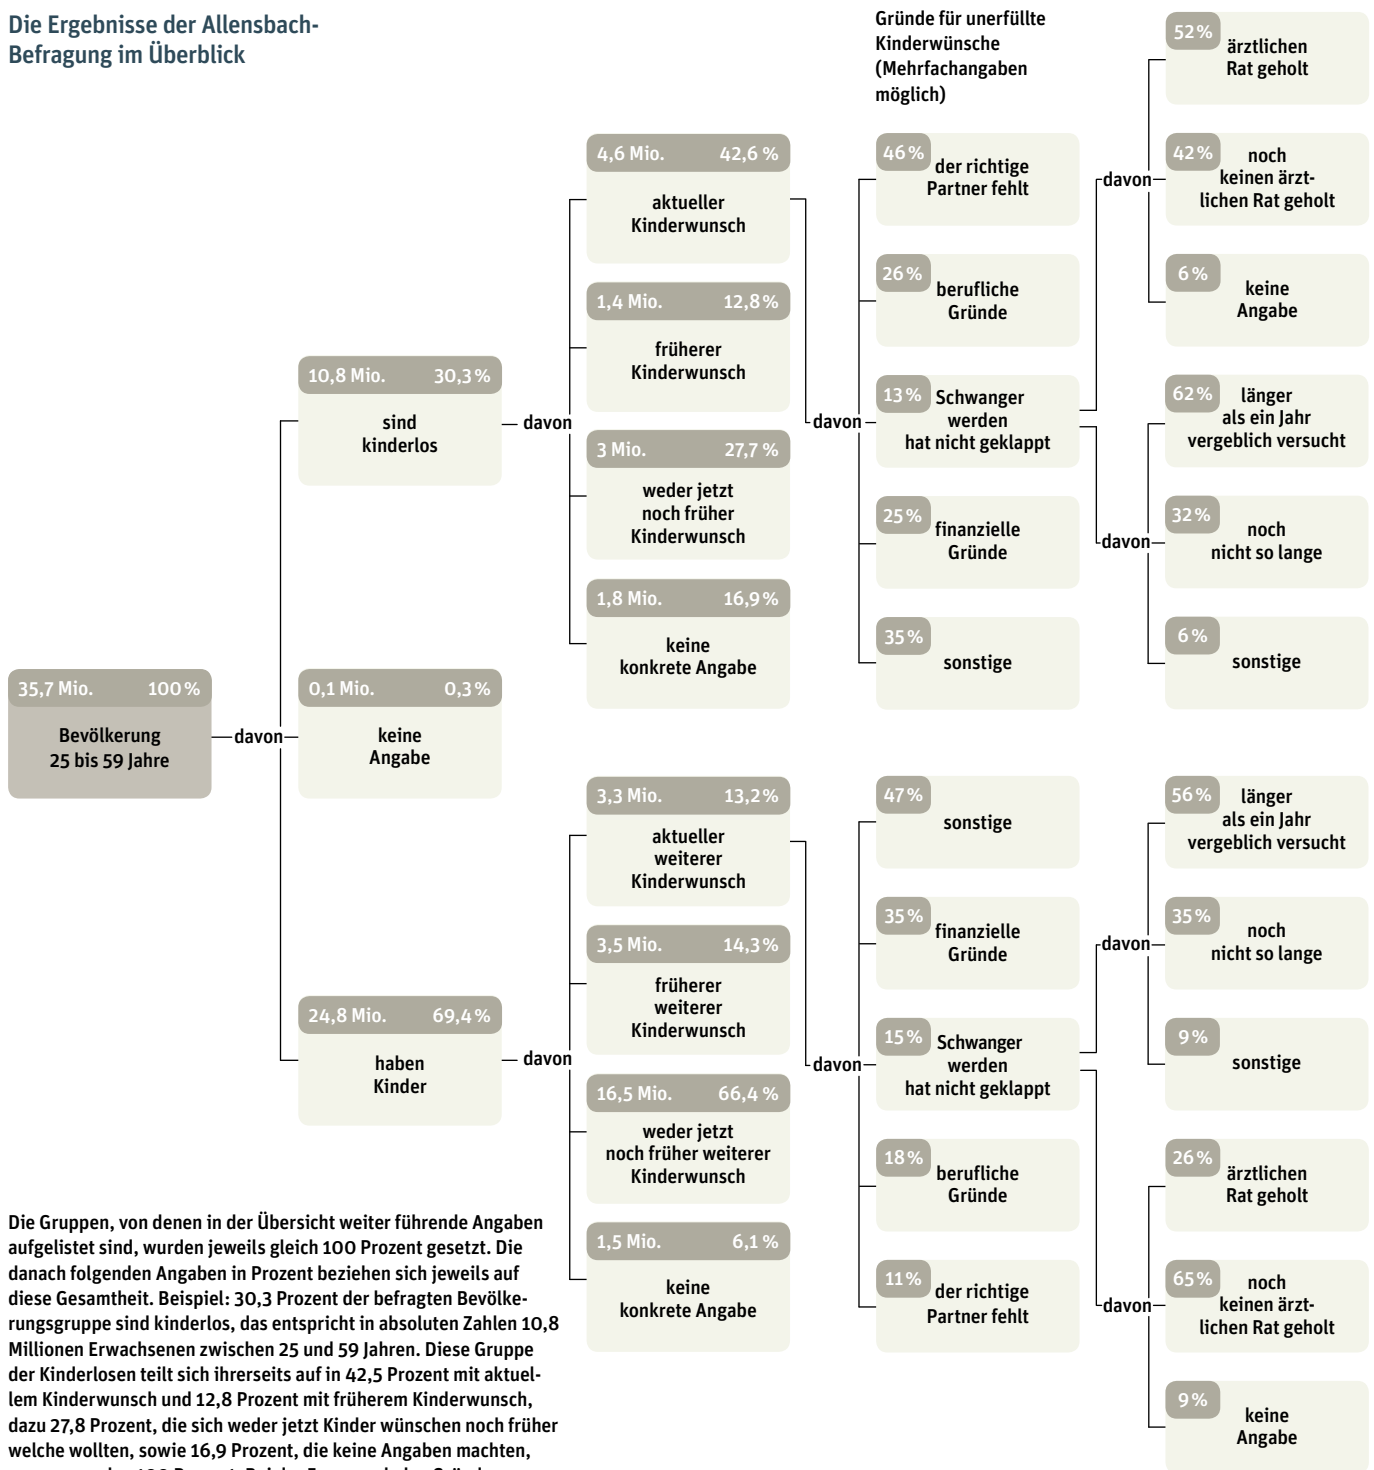 Die Ergebnisse der Allensbach-
Befragung im Überblick
35,7 Mio. 100 %
Bevölkerung
25 bis 59 Jahre
davon
10,8 Mio. 30,3 %
sind
kinderlos
0,1 Mio. 0,3 %
keine
Angabe
24,8 Mio. 69,4 %
haben
Kinder
davon
4,6 Mio. 42,6 %
aktueller
Kinderwunsch
1,4 Mio. 12,8 %
früherer
Kinderwunsch
3 Mio. 27,7 %
weder jetzt
noch früher
Kinderwunsch
1,8 Mio. 16,9 %
keine
konkrete Angabe
davon
3,3 Mio. 13,2 %
aktueller
weiterer
Kinderwunsch
3,5 Mio. 14,3 %
früherer
weiterer
Kinderwunsch
16,5 Mio. 66,4 %
weder jetzt
noch früher weiterer
Kinderwunsch
1,5 Mio. 6,1 %
keine
konkrete Angabe
Gründe für unerfüllte
Kinderwünsche
(Mehrfachangaben
möglich)
davon
46 %
der richtige
Partner fehlt
26 %
berufliche
Gründe
13 %
Schwanger
werden
hat nicht geklappt
25 %
finanzielle
Gründe
35 %
sonstige
davon
52 %
ärztlichen
Rat geholt
42 %
noch
keinen ärzt-
lichen Rat geholt
6 %
keine
Angabe
davon
62 %
länger
als ein Jahr
vergeblich versucht
32 %
noch
nicht so lange
6 %
sonstige
davon
47 %
sonstige
35 %
finanzielle
Gründe
15 %
Schwanger
werden
hat nicht geklappt
18 %
berufliche
Gründe
11 %
der richtige
Partner fehlt
davon
56 %
länger
als ein Jahr
vergeblich versucht
35 %
noch
nicht so lange
9 %
sonstige
davon
26 %
ärztlichen
Rat geholt
65 %
noch
keinen ärzt-
lichen Rat geholt
9 %
keine
Angabe
Die Gruppen, von denen in der Übersicht weiter führende Angaben
aufgelistet sind, wurden jeweils gleich 100 Prozent gesetzt. Die
danach folgenden Angaben in Prozent beziehen sich jeweils auf
diese Gesamtheit. Beispiel: 30,3 Prozent der befragten Bevölke-
rungsgruppe sind kinderlos, das entspricht in absoluten Zahlen 10,8
Millionen Erwachsenen zwischen 25 und 59 Jahren. Diese Gruppe
der Kinderlosen teilt sich ihrerseits auf in 42,5 Prozent mit aktuel-
lem Kinderwunsch und 12,8 Prozent mit früherem Kinderwunsch,
dazu 27,8 Prozent, die sich weder jetzt Kinder wünschen noch früher
welche wollten, sowie 16,9 Prozent, die keine Angaben machten,